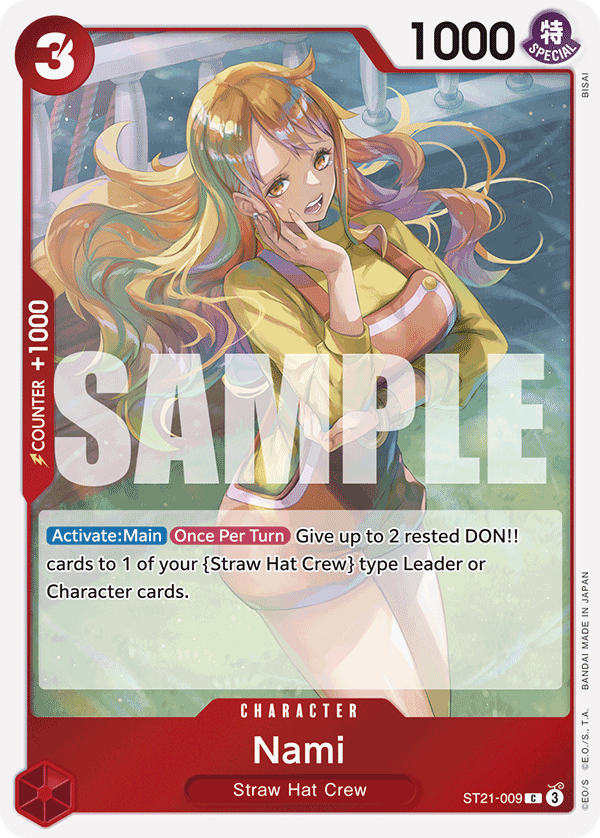 3
1000
特
SPECIAL
BISAI
COUNTER +1000
SAMPLE
Activate:Main Once Per Turn Give up to 2 rested DON!!
cards to 1 of your {Straw Hat Crew} type Leader or
Character cards.
CHARACTER
Nami
Straw Hat Crew
ST21-009 C 3
©EO/S ©E.O./S., T.A. BANDAI MADE IN JAPAN